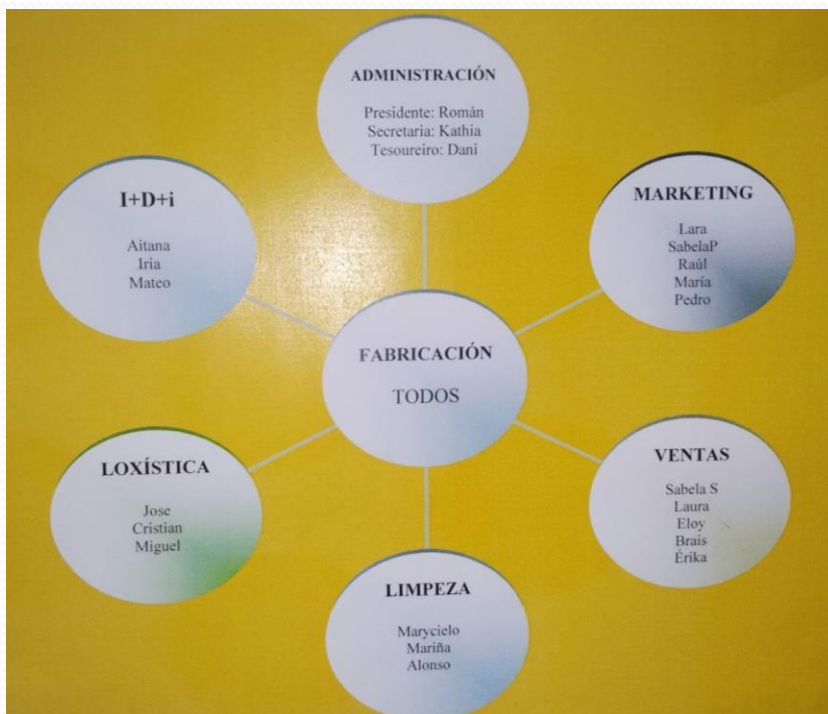 ADMINISTRACIÓN
Presidente: Román
Secretaria: Kathia
Tesoureiro: Dani
I+D+i
Aitana
Iria
Mateo
MARKETING
Lara
SabelaP
Raúl
María
Pedro
FABRICACIÓN
TODOS
LOXÍSTICA
Jose
Cristian
Miguel
VENTAS
Sabela S
Laura
Eloy
Brais
Érika
LIMPEZA
Marycielo
Mariña
Alonso